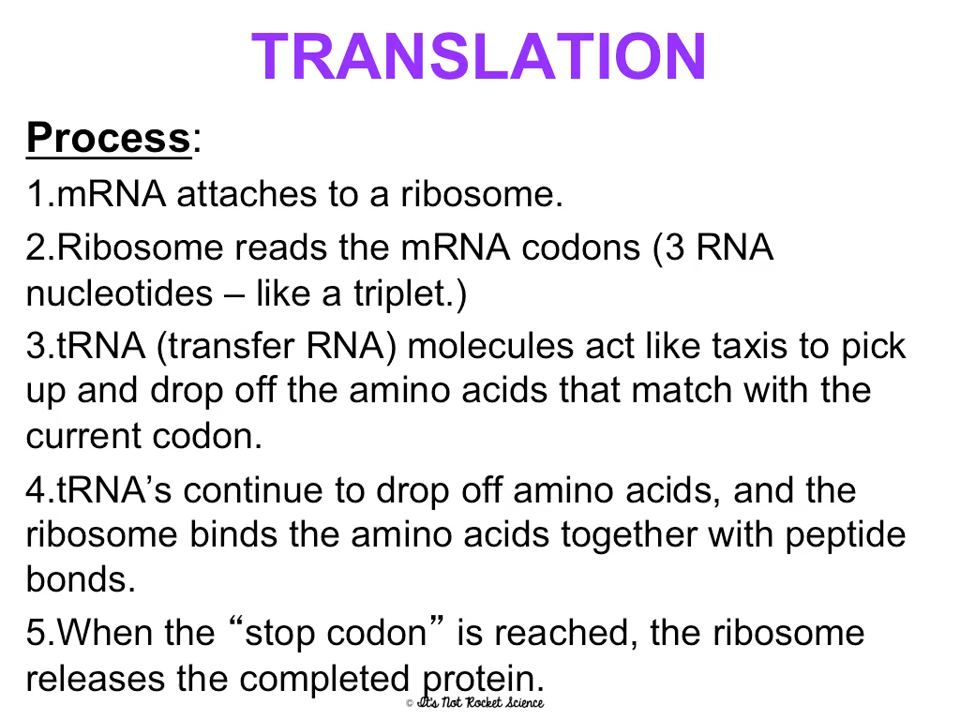 TRANSLATION
Process:
1.mRNA attaches to a ribosome.
2.Ribosome reads the mRNA codons (3 RNA
nucleotides – like a triplet.)
3.tRNA (transfer RNA) molecules act like taxis to pick
up and drop off the amino acids that match with the
current codon.
4.tRNA’s continue to drop off amino acids, and the
ribosome binds the amino acids together with peptide
bonds.
5.When the “stop codon” is reached, the ribosome
releases the completed protein.
© It's Not Rocket Science